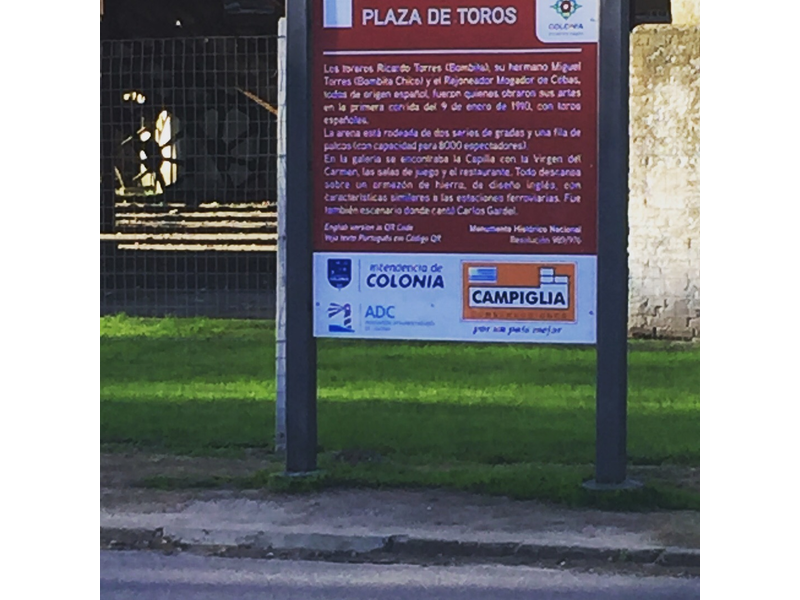 PLAZA DE TOROS
COLONIA
Los toreros Ricardo Torres (Bombita), su hermano Miguel
Torres (Bombita Chico) y el Rejoneador Mogador de Cebas,
todos de origen español, fueron quienes obraron sus artes
en la primera corrida del 9 de enero de 1910, con toros
españoles.
La arena está rodeada de dos series de gradas y una fila de
palcos (con capacidad para 8000 espectadores).
En la galería se encontraba la Capilla con la Virgen del
Carmen, las salas de juego y el restaurante. Todo descansa
sobre un armazón de hierro, de diseño inglés, con
características similares a las estaciones ferroviarias. Fue
también escenario donde cantó Carlos Gardel.
English version in QR Code
Veja texto Portugués em Código QR
Monumento Histórico Nacional
Resolución 989/976
Intendencia de
COLONIA
ADC
CAMPIGLIA
por un país mejor